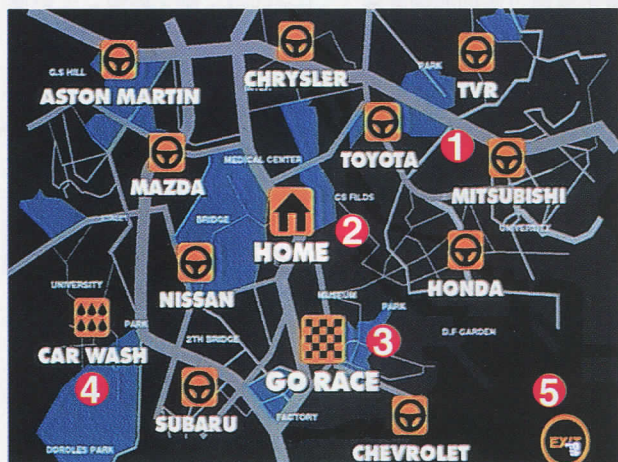 CHRYSLER
PARK
TVR
G.S HILL
ASTON MARTIN
TOYOTA
1
MEDICAL CENTER
MAZDA
MITSUBISHI
CS FILDS
BRIDGE
2
UNIVERSITY
HOME
UNIVERSITY
NISSAN
HONDA
MUSEUM
PARK
PARK
D.F GARDEN
2TH BRIDGE
3
CAR WASH
GO RACE
4
5
SUBARU
FACTORY
EXIT
DDROLES PARK
CHEVROLET